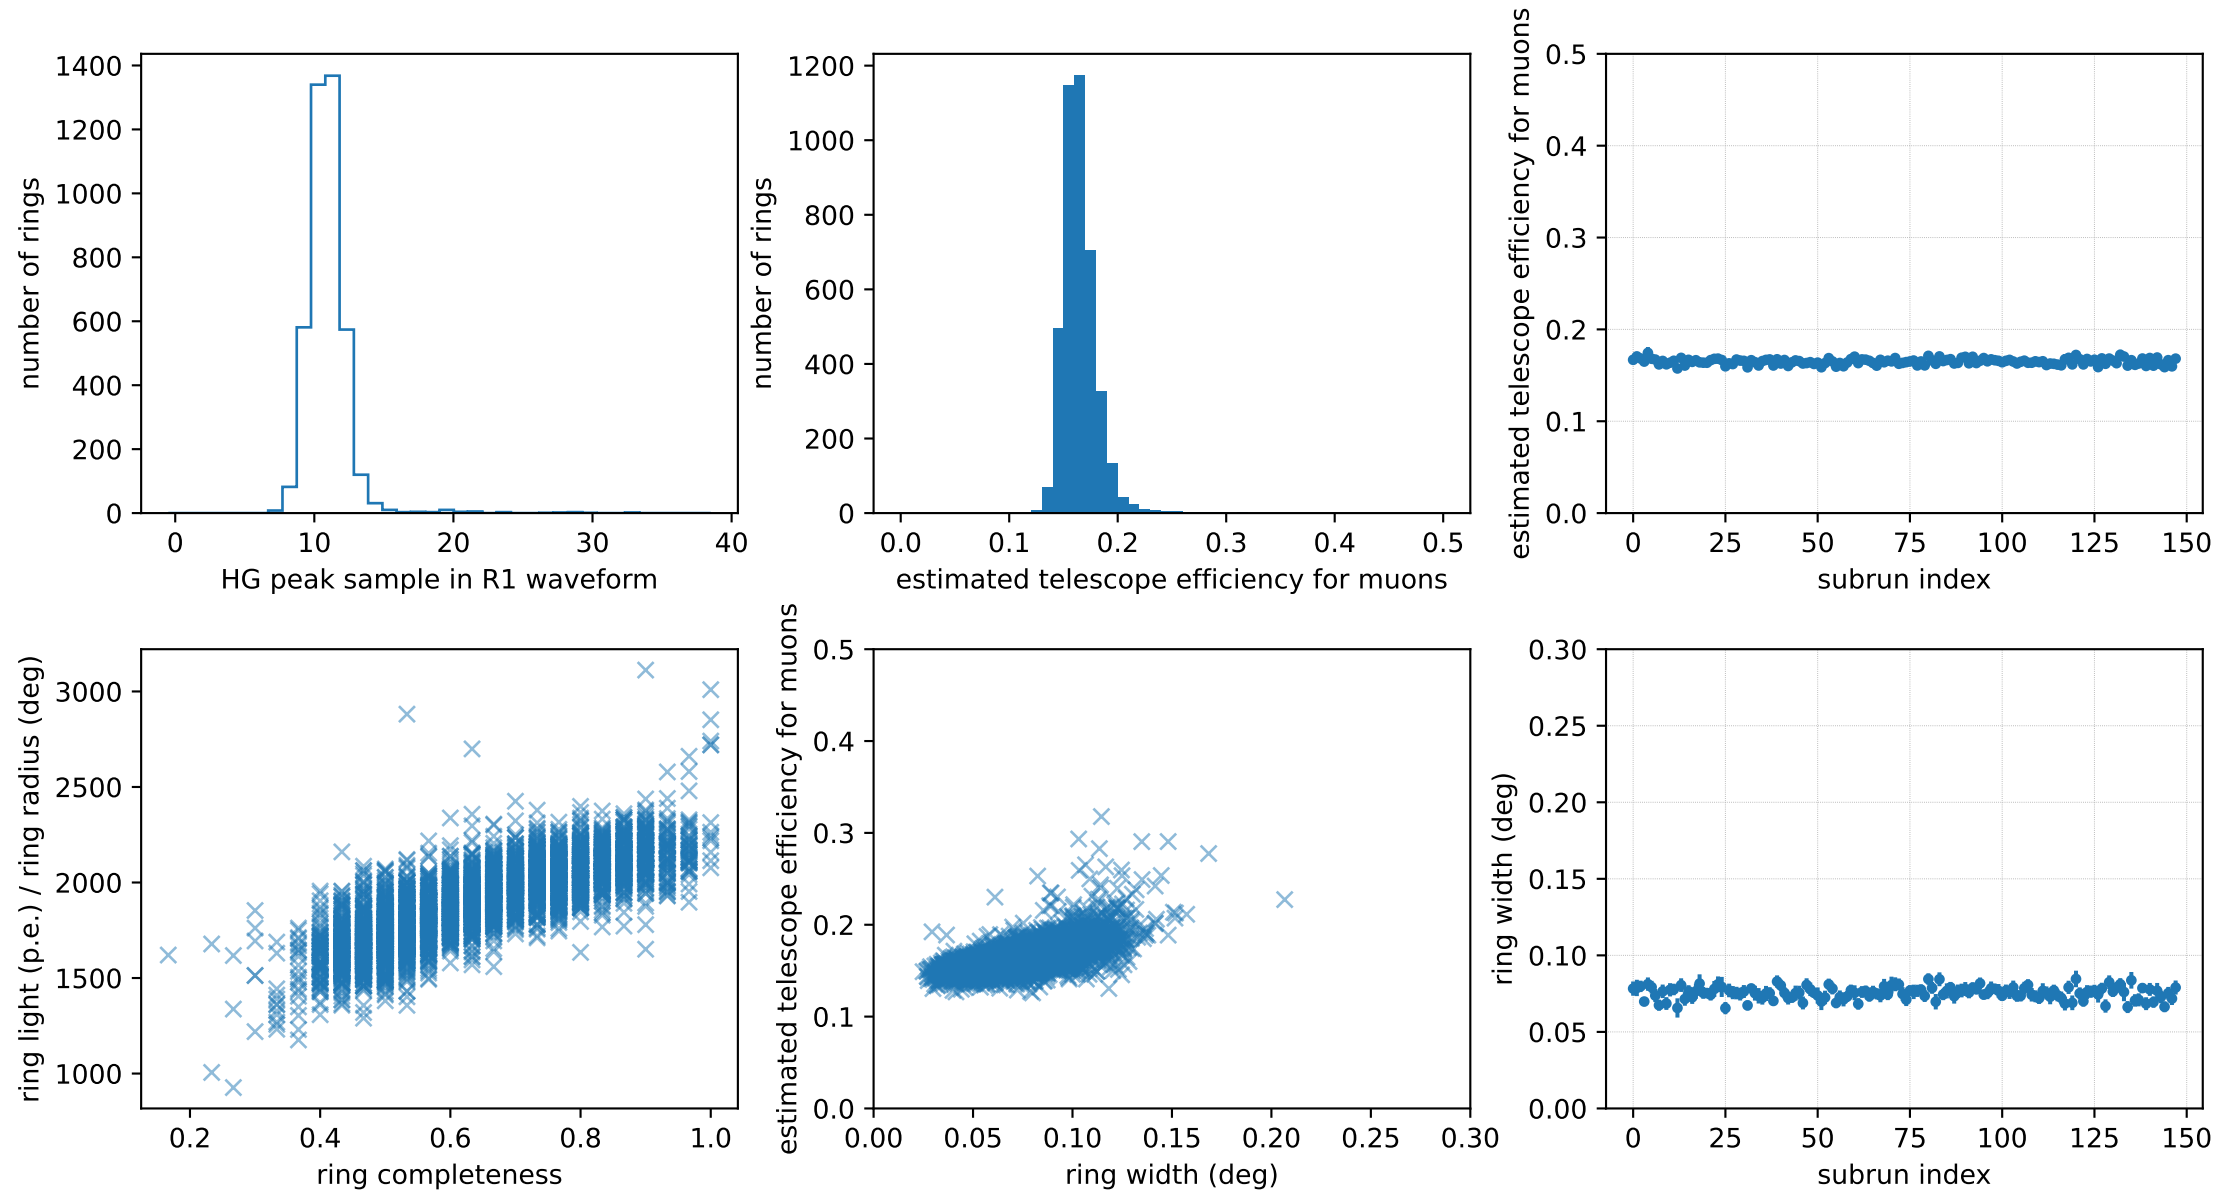 1400
1200
1000
800
600
400
200
0
number of rings
0 10 20 30 40
HG peak sample in R1 waveform
1200
1000
800
600
400
200
0
number of rings
0.0 0.1 0.2 0.3 0.4 0.5
estimated telescope efficiency for muons
0.5
0.4
0.3
0.2
0.1
0.0
estimated telescope efficiency for muons
0 25 50 75 100 125 150
subrun index
3000
2500
2000
1500
1000
ring light (p.e.) / ring radius (deg)
0.2 0.4 0.6 0.8 1.0
ring completeness
0.5
0.4
0.3
0.2
0.1
0.0
estimated telescope efficiency for muons
0.00 0.05 0.10 0.15 0.20 0.25 0.30
ring width (deg)
0.30
0.25
0.20
0.15
0.10
0.05
0.00
ring width (deg)
0 25 50 75 100 125 150
subrun index